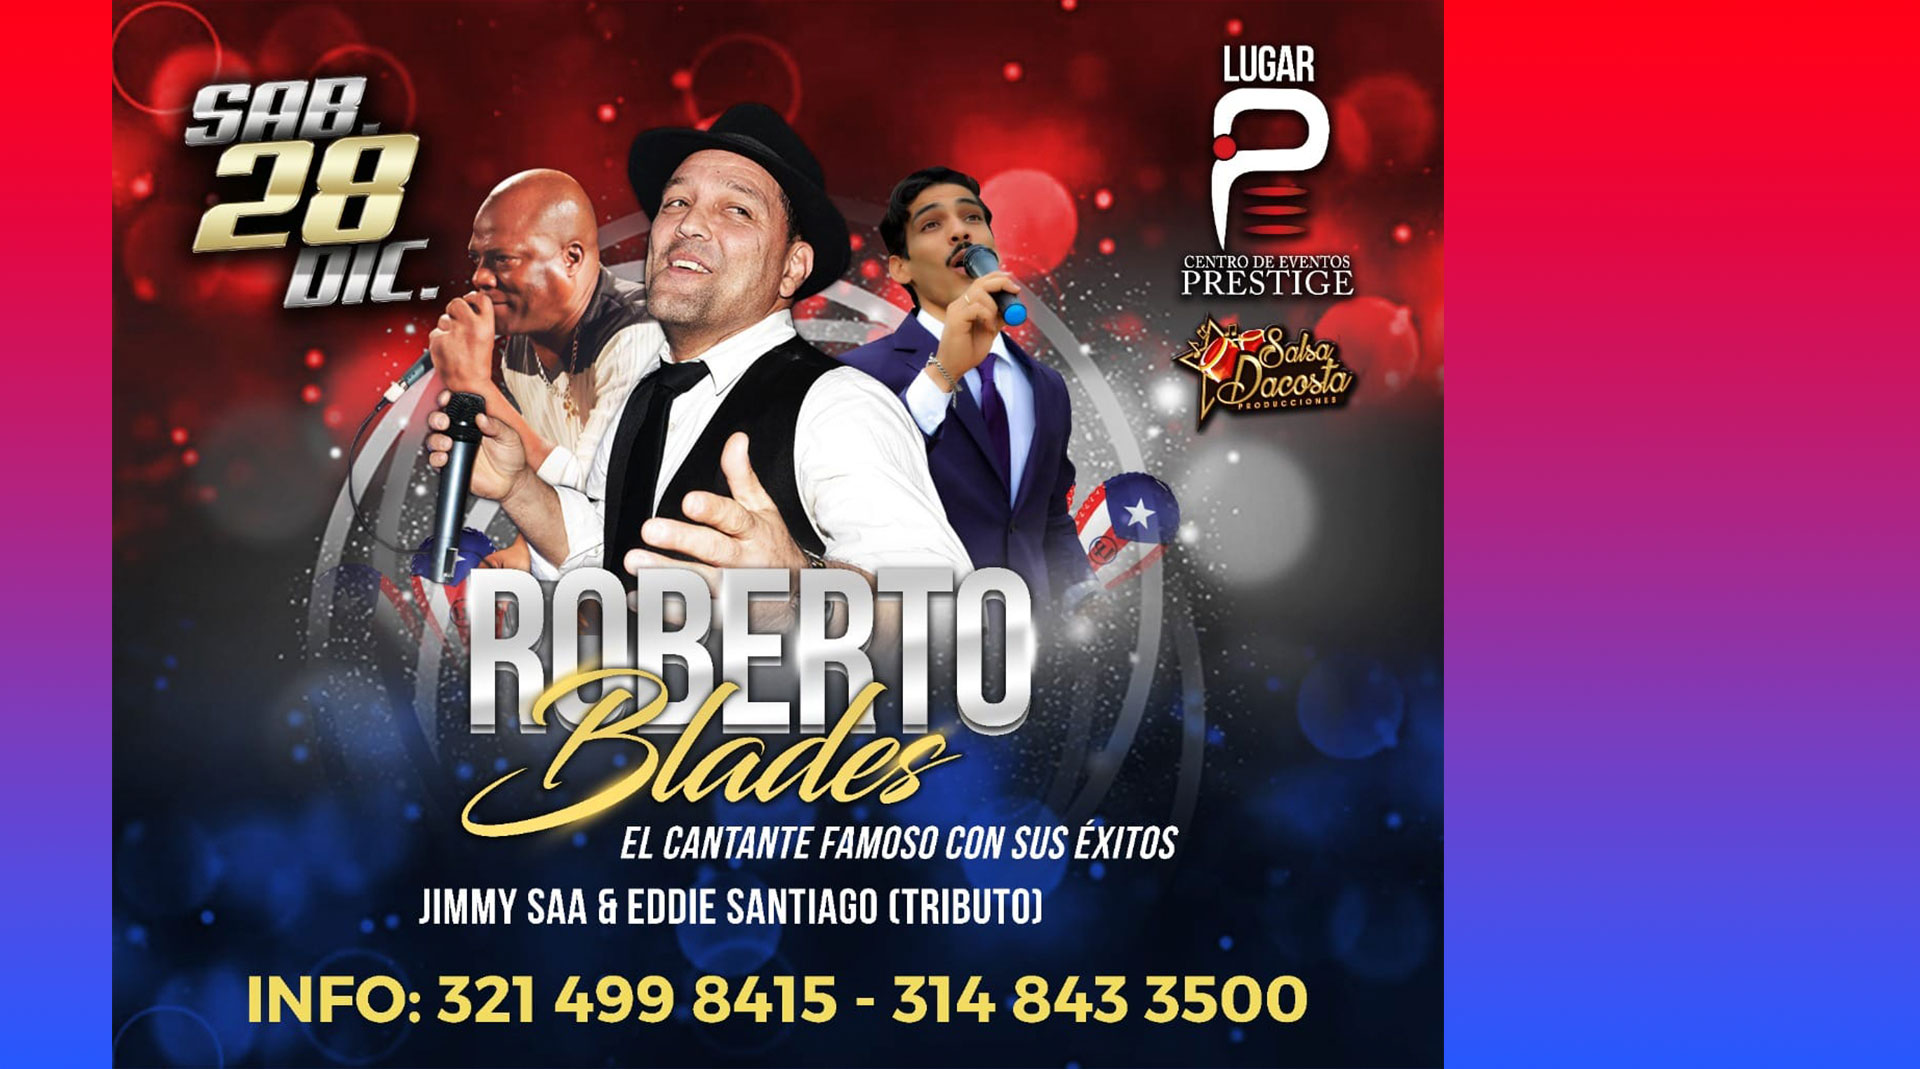 SAB.
28
DIC.
LUGAR
CENTRO DE EVENTOS
PRESTIGE
Salsa
Dacosta
PRODUCCIONES
ROBERTO
Blades
EL CANTANTE FAMOSO CON SUS ÉXITOS
JIMMY SAA & EDDIE SANTIAGO (TRIBUTO)
INFO: 321 499 8415 - 314 843 3500